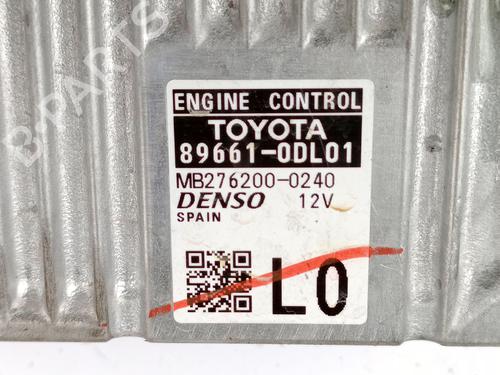 B-PARTS
ENGINE CONTROL
TOYOTA
89661-0DL01
MB276200-0240
DENSO 12V
SPAIN
L0